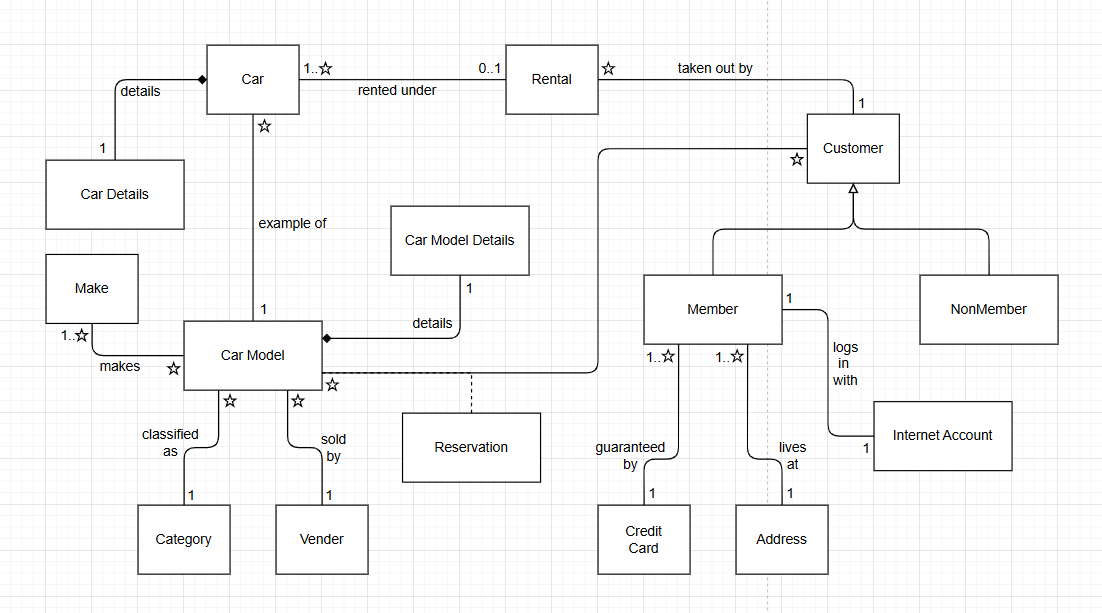 Car
1..☆
0..1
rented under
Rental
☆
taken out by
1
Customer
☆
details
1
Car Details
☆
example of
1
Car Model Details
1
details
Make
1..☆
makes
☆
Car Model
☆
Reservation
Member
1
logs
in
with
1
Internet Account
NonMember
1..☆
1..☆
☆
☆
classified
as
sold
by
1
1
Category
Vender
guaranteed
by
lives
at
1
1
Credit
Card
Address